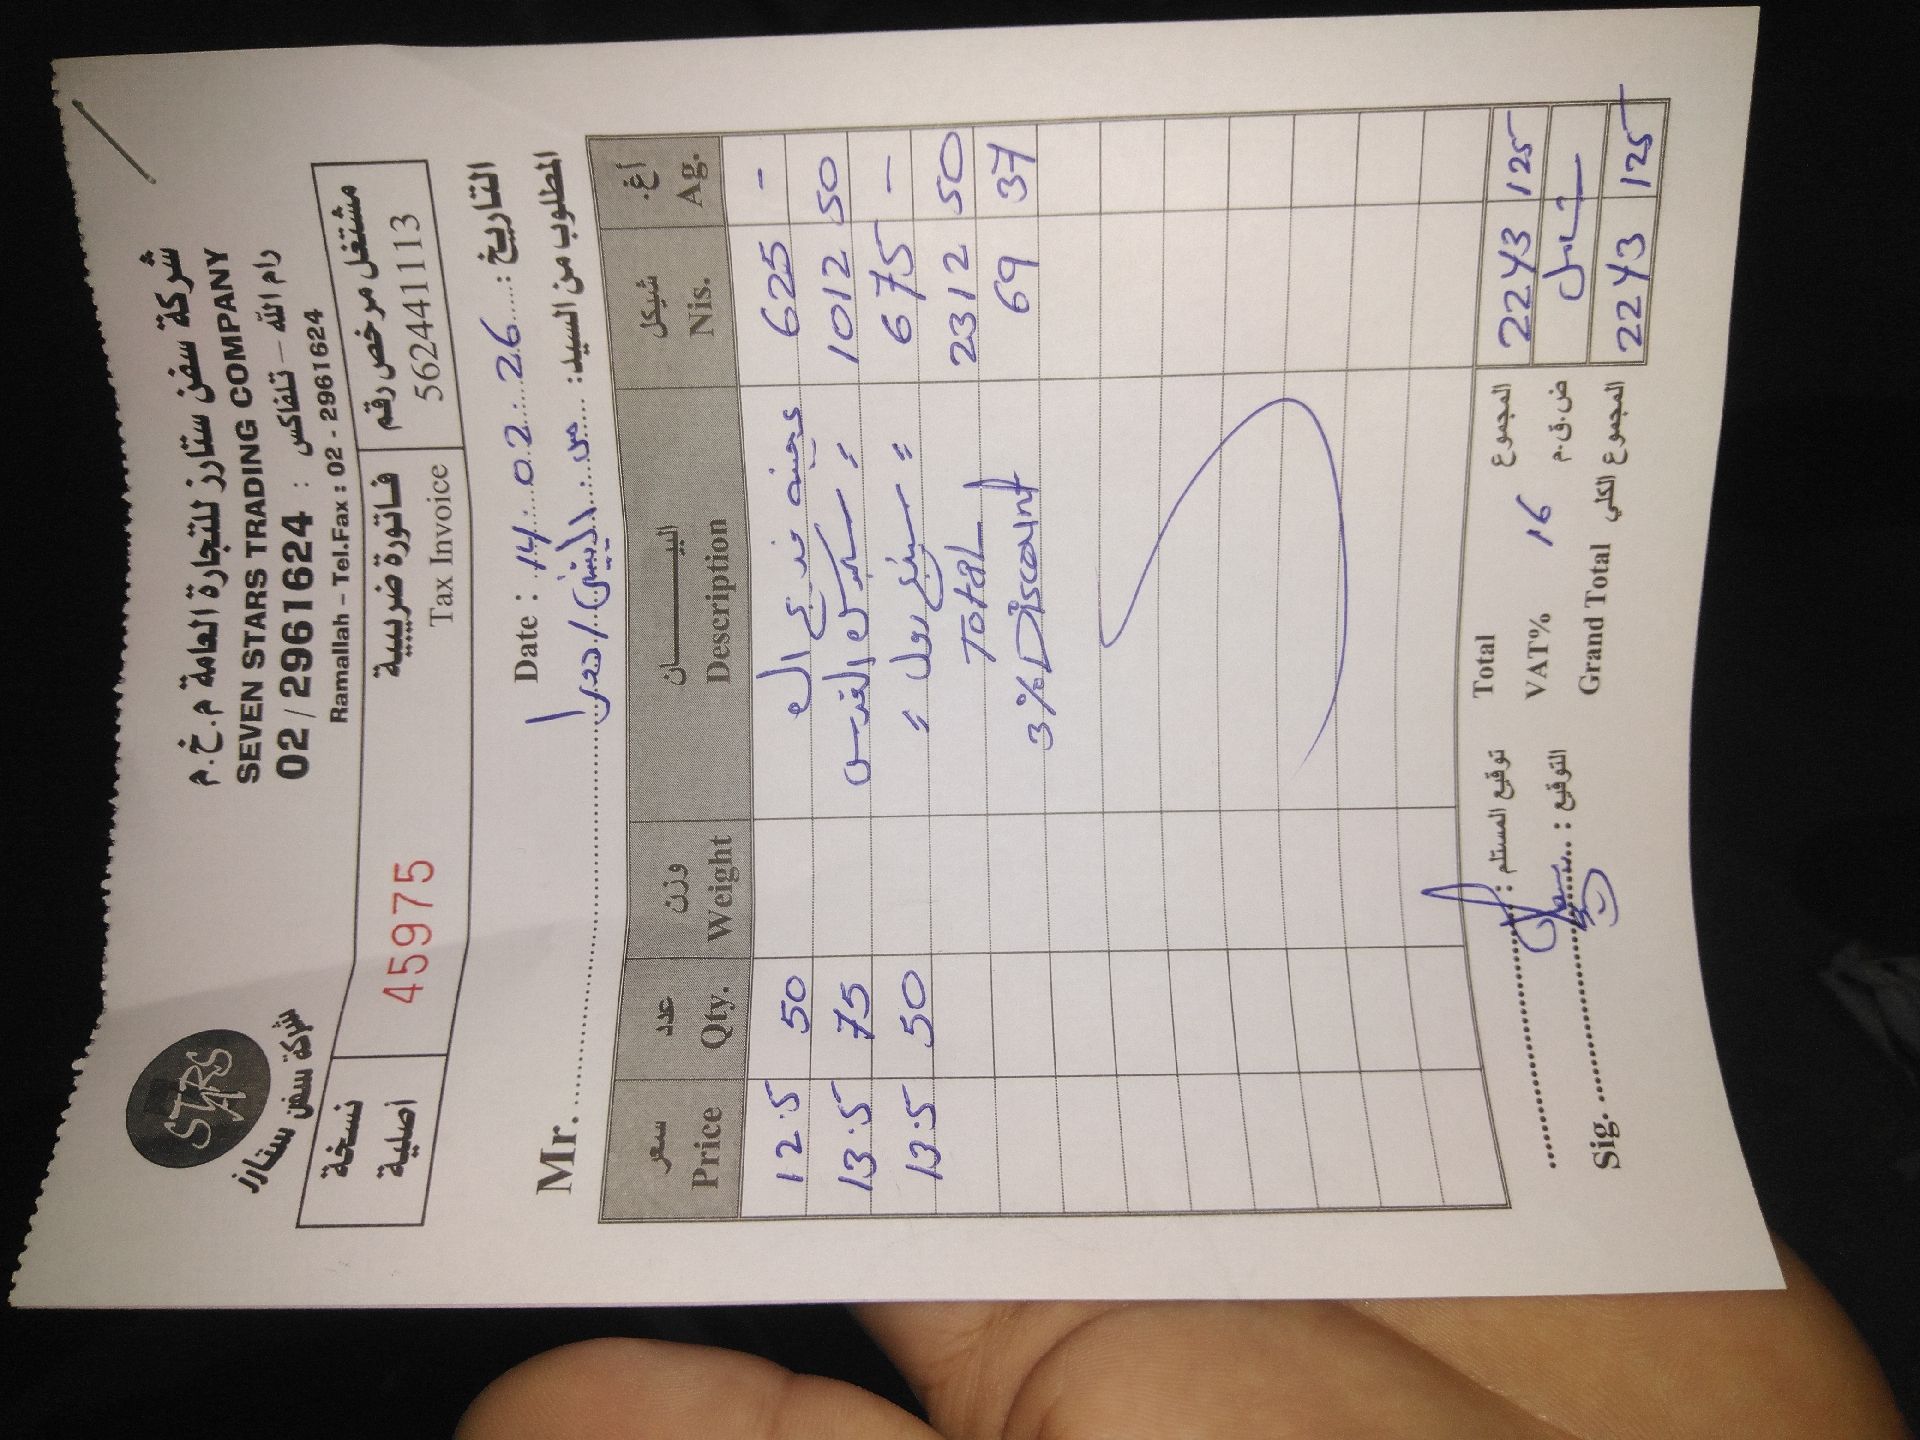 STARS
شركة سفن ستارز
شركة سفن ستارز للتجارة العامة م.خ.م
SEVEN STARS TRADING COMPANY
02 / 2961624 : رام الله – تلفاكس
Ramallah – Tel.Fax : 02 - 2961624
نسخة أصلية
45975
فاتورة ضريبية
Tax Invoice
مشتغل مرخص رقم
562441113
Date : 14.02.26 التاريخ :
Mr. المطلوب من السيد :
سعر عدد وزن البيــــــان شيكل أغ.
Price Qty. Weight Description Nis. Ag.
12.5 50 625 -
13.5 75 القدس 1012 50
13.5 50 رول 675 -
Total 2312 50
3% Discount 69 37
توقيع المستلم : Total المجموع 2243 125
Sig. التوقيع : VAT% 16 ض.ق.م شامل
Grand Total المجموع الكلي 2243 125